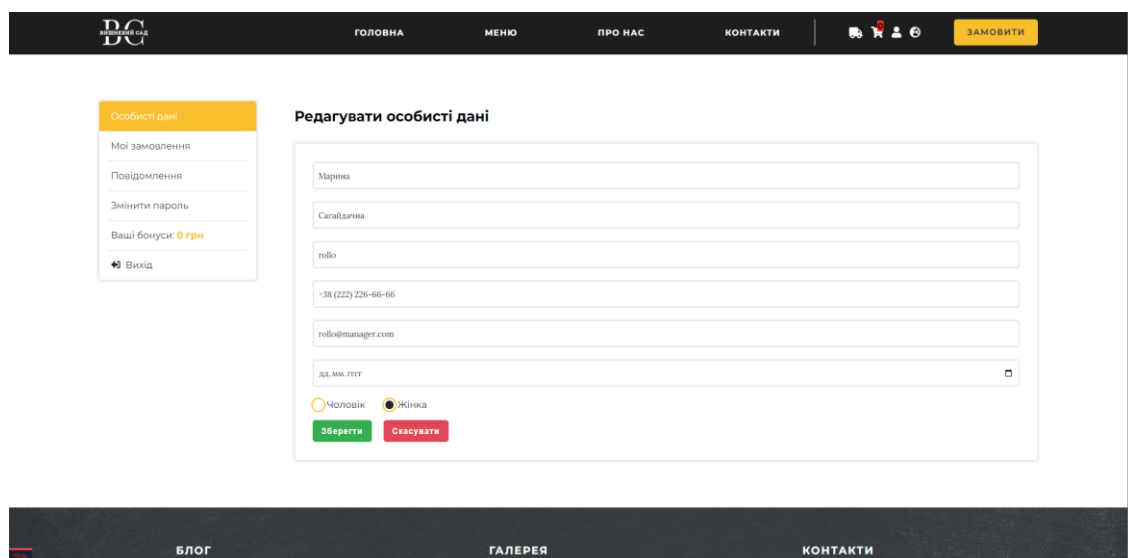 ВС
ВИШНЕВИЙ САД
ГОЛОВНА МЕНЮ ПРО НАС КОНТАКТИ 0 ЗАМОВИТИ
Особисті дані
Мої замовлення
Повідомлення
Змінити пароль
Ваші бонуси: 0 грн
Вихід
Редагувати особисті дані
Марина
Сагайдачна
rollo
+38 (222) 226-66-66
rollo@manager.com
дд.мм.гггг
Чоловік Жінка
Зберегти Скасувати
БЛОГ ГАЛЕРЕЯ КОНТАКТИ